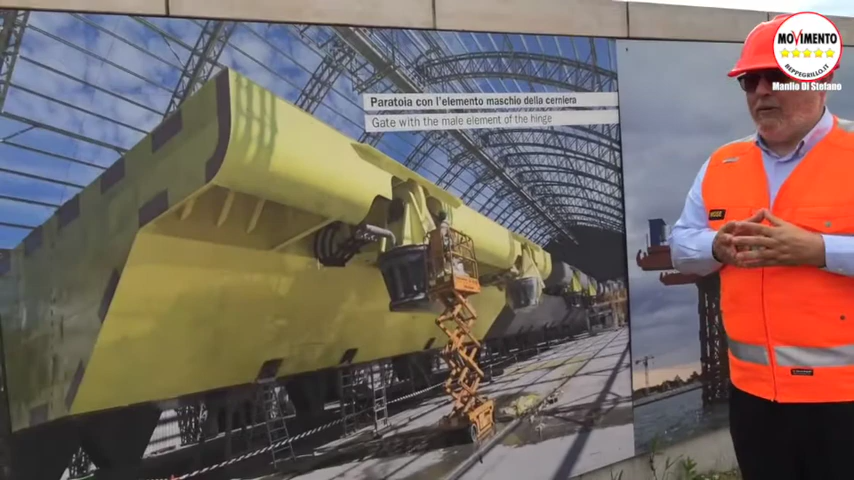 MOVIMENTO
BEPPEGRILLO.IT
Manlio Di Stefano
Paratoia con l'elemento maschio della cerniera
Gate with the male element of the hinge